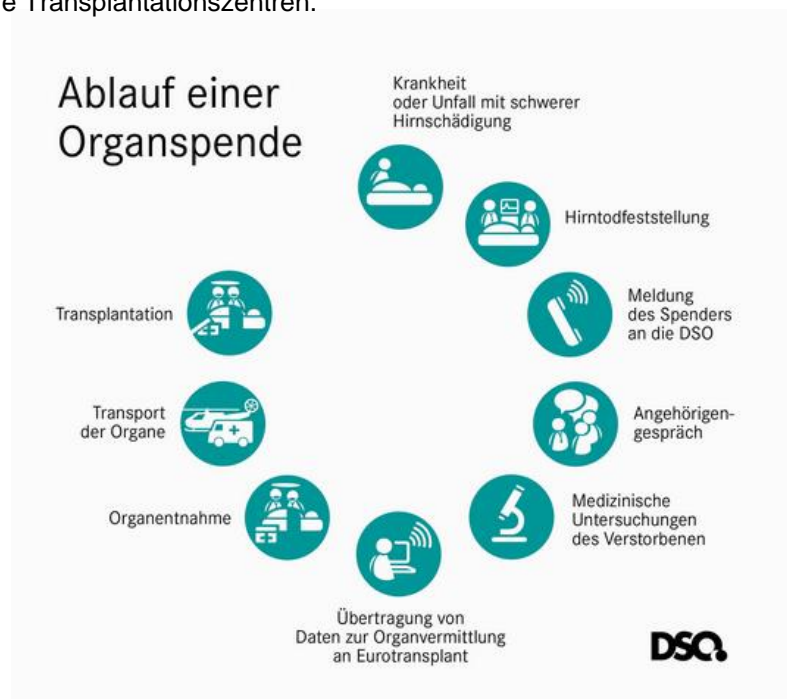 e Transplantationszentren.
Ablauf einer
Organspende
Krankheit
oder Unfall mit schwerer
Hirnschädigung
Hirntodfeststellung
Meldung
des Spenders
an die DSO
Angehörigen-
gespräch
Medizinische
Untersuchungen
des Verstorbenen
Übertragung von
Daten zur Organvermittlung
an Eurotransplant
Organentnahme
Transport
der Organe
Transplantation
DSO.